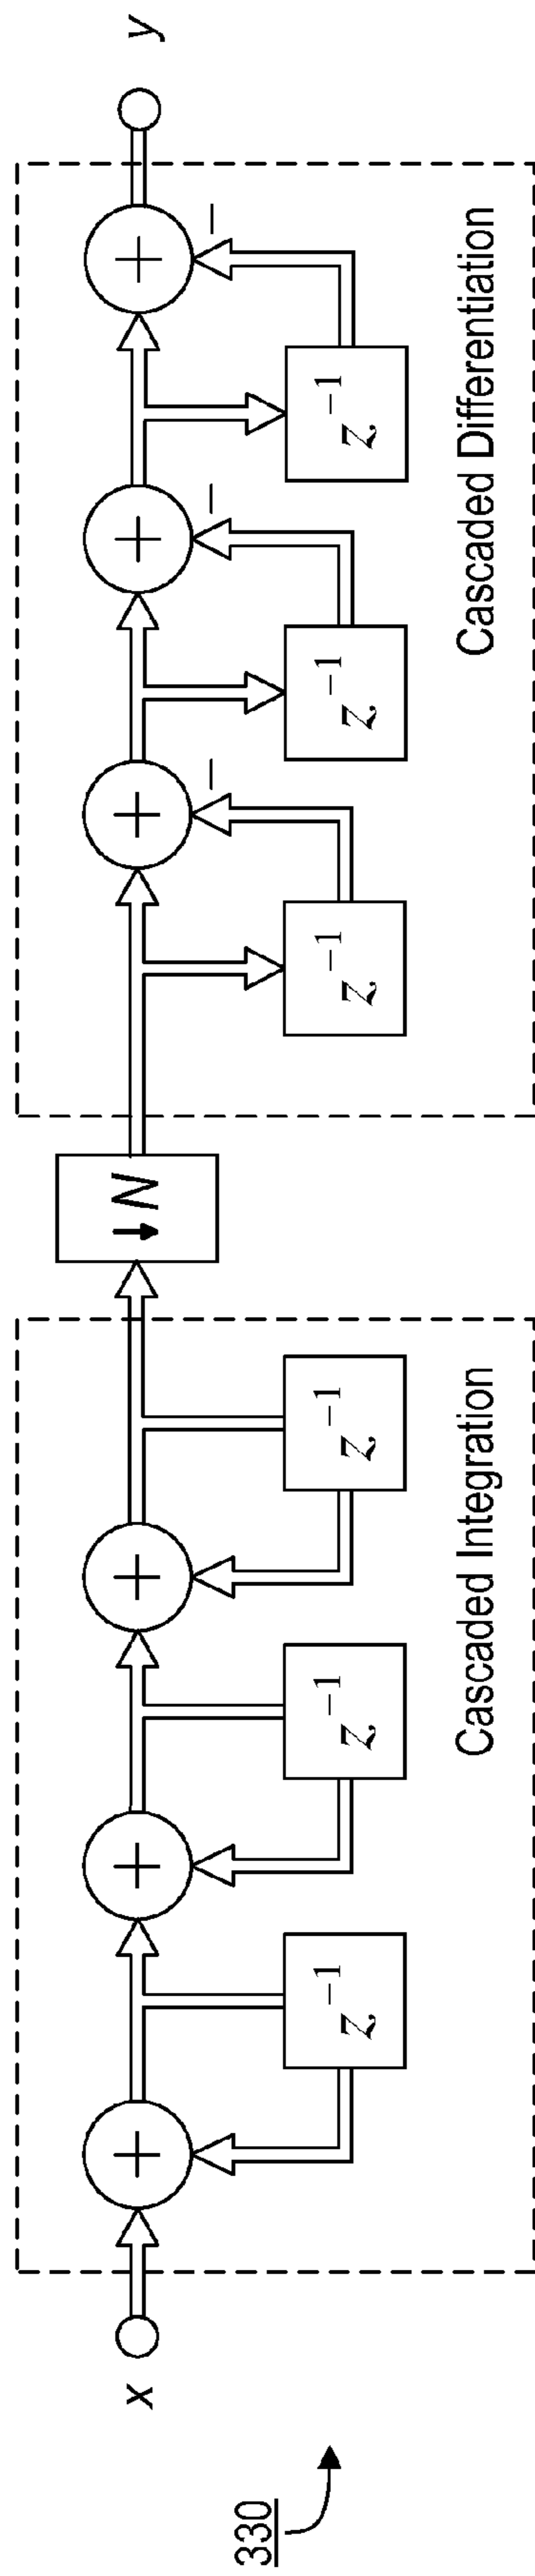 330
x
+
+
+
z⁻¹
z⁻¹
z⁻¹
Cascaded Integration
↓N
+
+
+
−
−
−
z⁻¹
z⁻¹
z⁻¹
Cascaded Differentiation
y